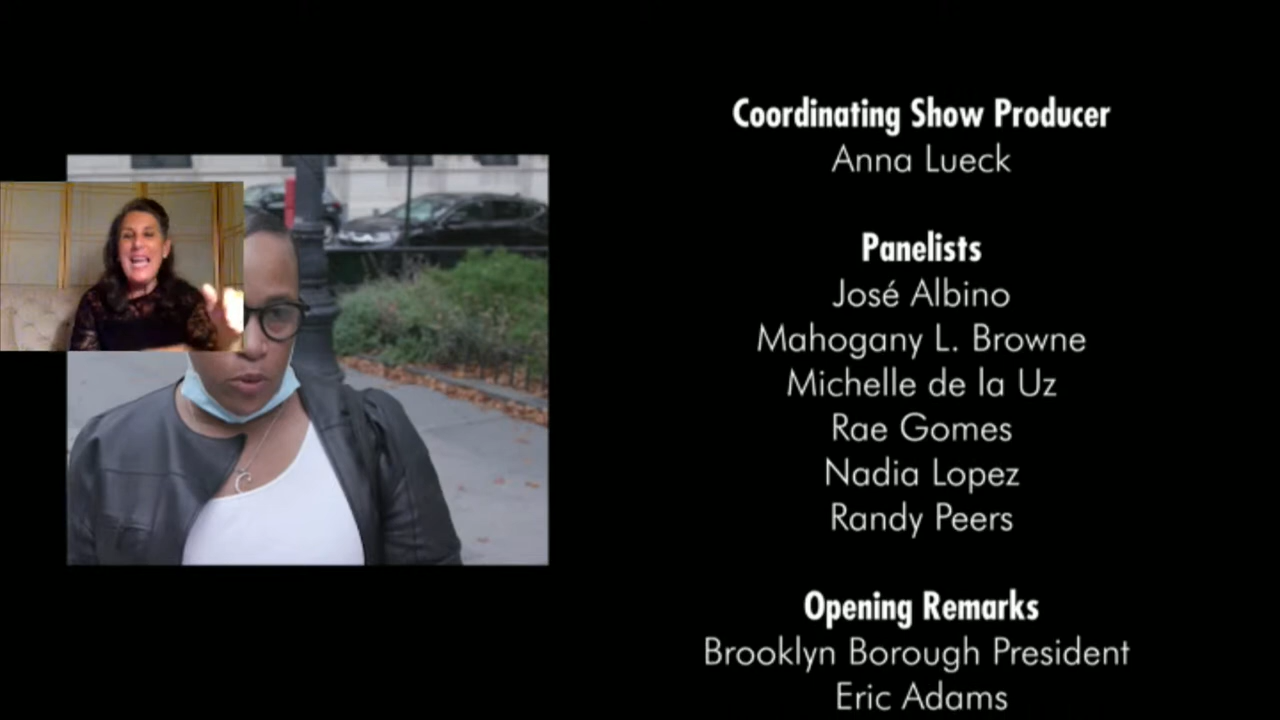 Coordinating Show Producer
Anna Lueck
Panelists
José Albino
Mahogany L. Browne
Michelle de la Uz
Rae Gomes
Nadia Lopez
Randy Peers
Opening Remarks
Brooklyn Borough President
Eric Adams